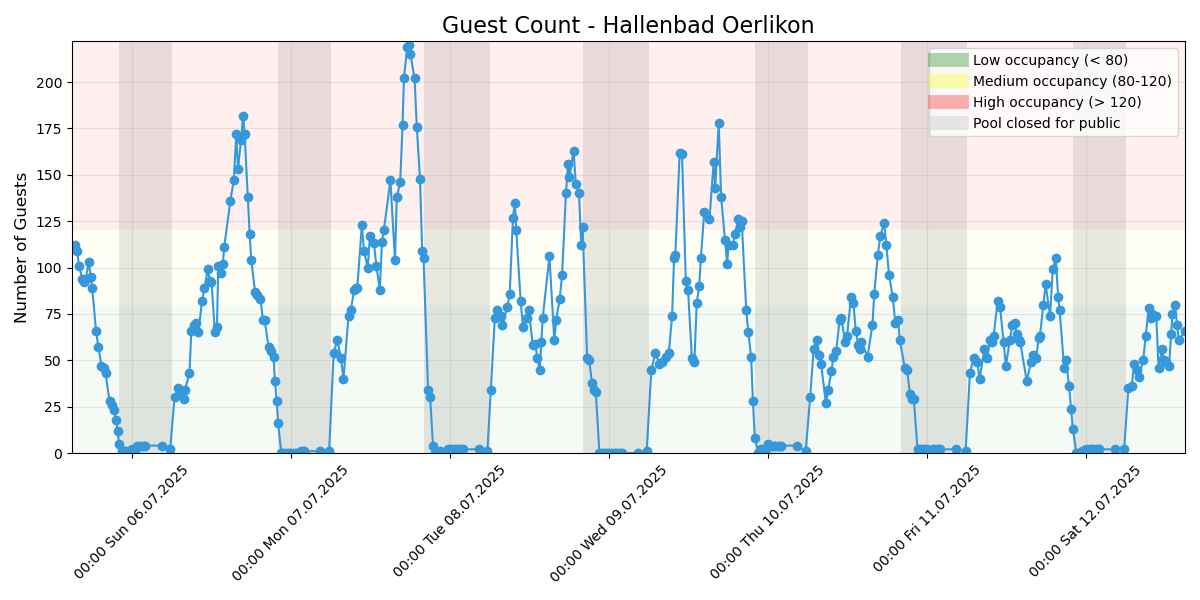 Guest Count - Hallenbad Oerlikon
Low occupancy (< 80)
Medium occupancy (80-120)
High occupancy (> 120)
Pool closed for public
Number of Guests
200
175
150
125
100
75
50
25
0
00:00 Sun 06.07.2025
00:00 Mon 07.07.2025
00:00 Tue 08.07.2025
00:00 Wed 09.07.2025
00:00 Thu 10.07.2025
00:00 Fri 11.07.2025
00:00 Sat 12.07.2025